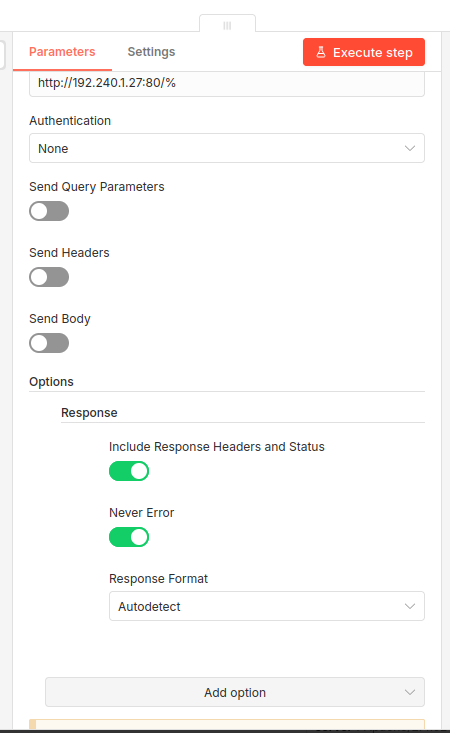 Parameters
Settings
Execute step
http://192.240.1.27:80/%
Authentication
None
Send Query Parameters
Send Headers
Send Body
Options
Response
Include Response Headers and Status
Never Error
Response Format
Autodetect
Add option